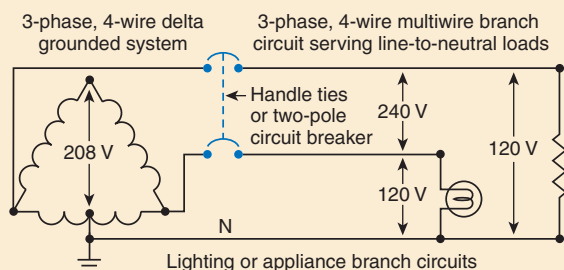 3-phase, 4-wire delta
grounded system
3-phase, 4-wire multiwire branch
circuit serving line-to-neutral loads
Handle ties
or two-pole
circuit breaker
208 V
240 V
120 V
120 V
N
Lighting or appliance branch circuits